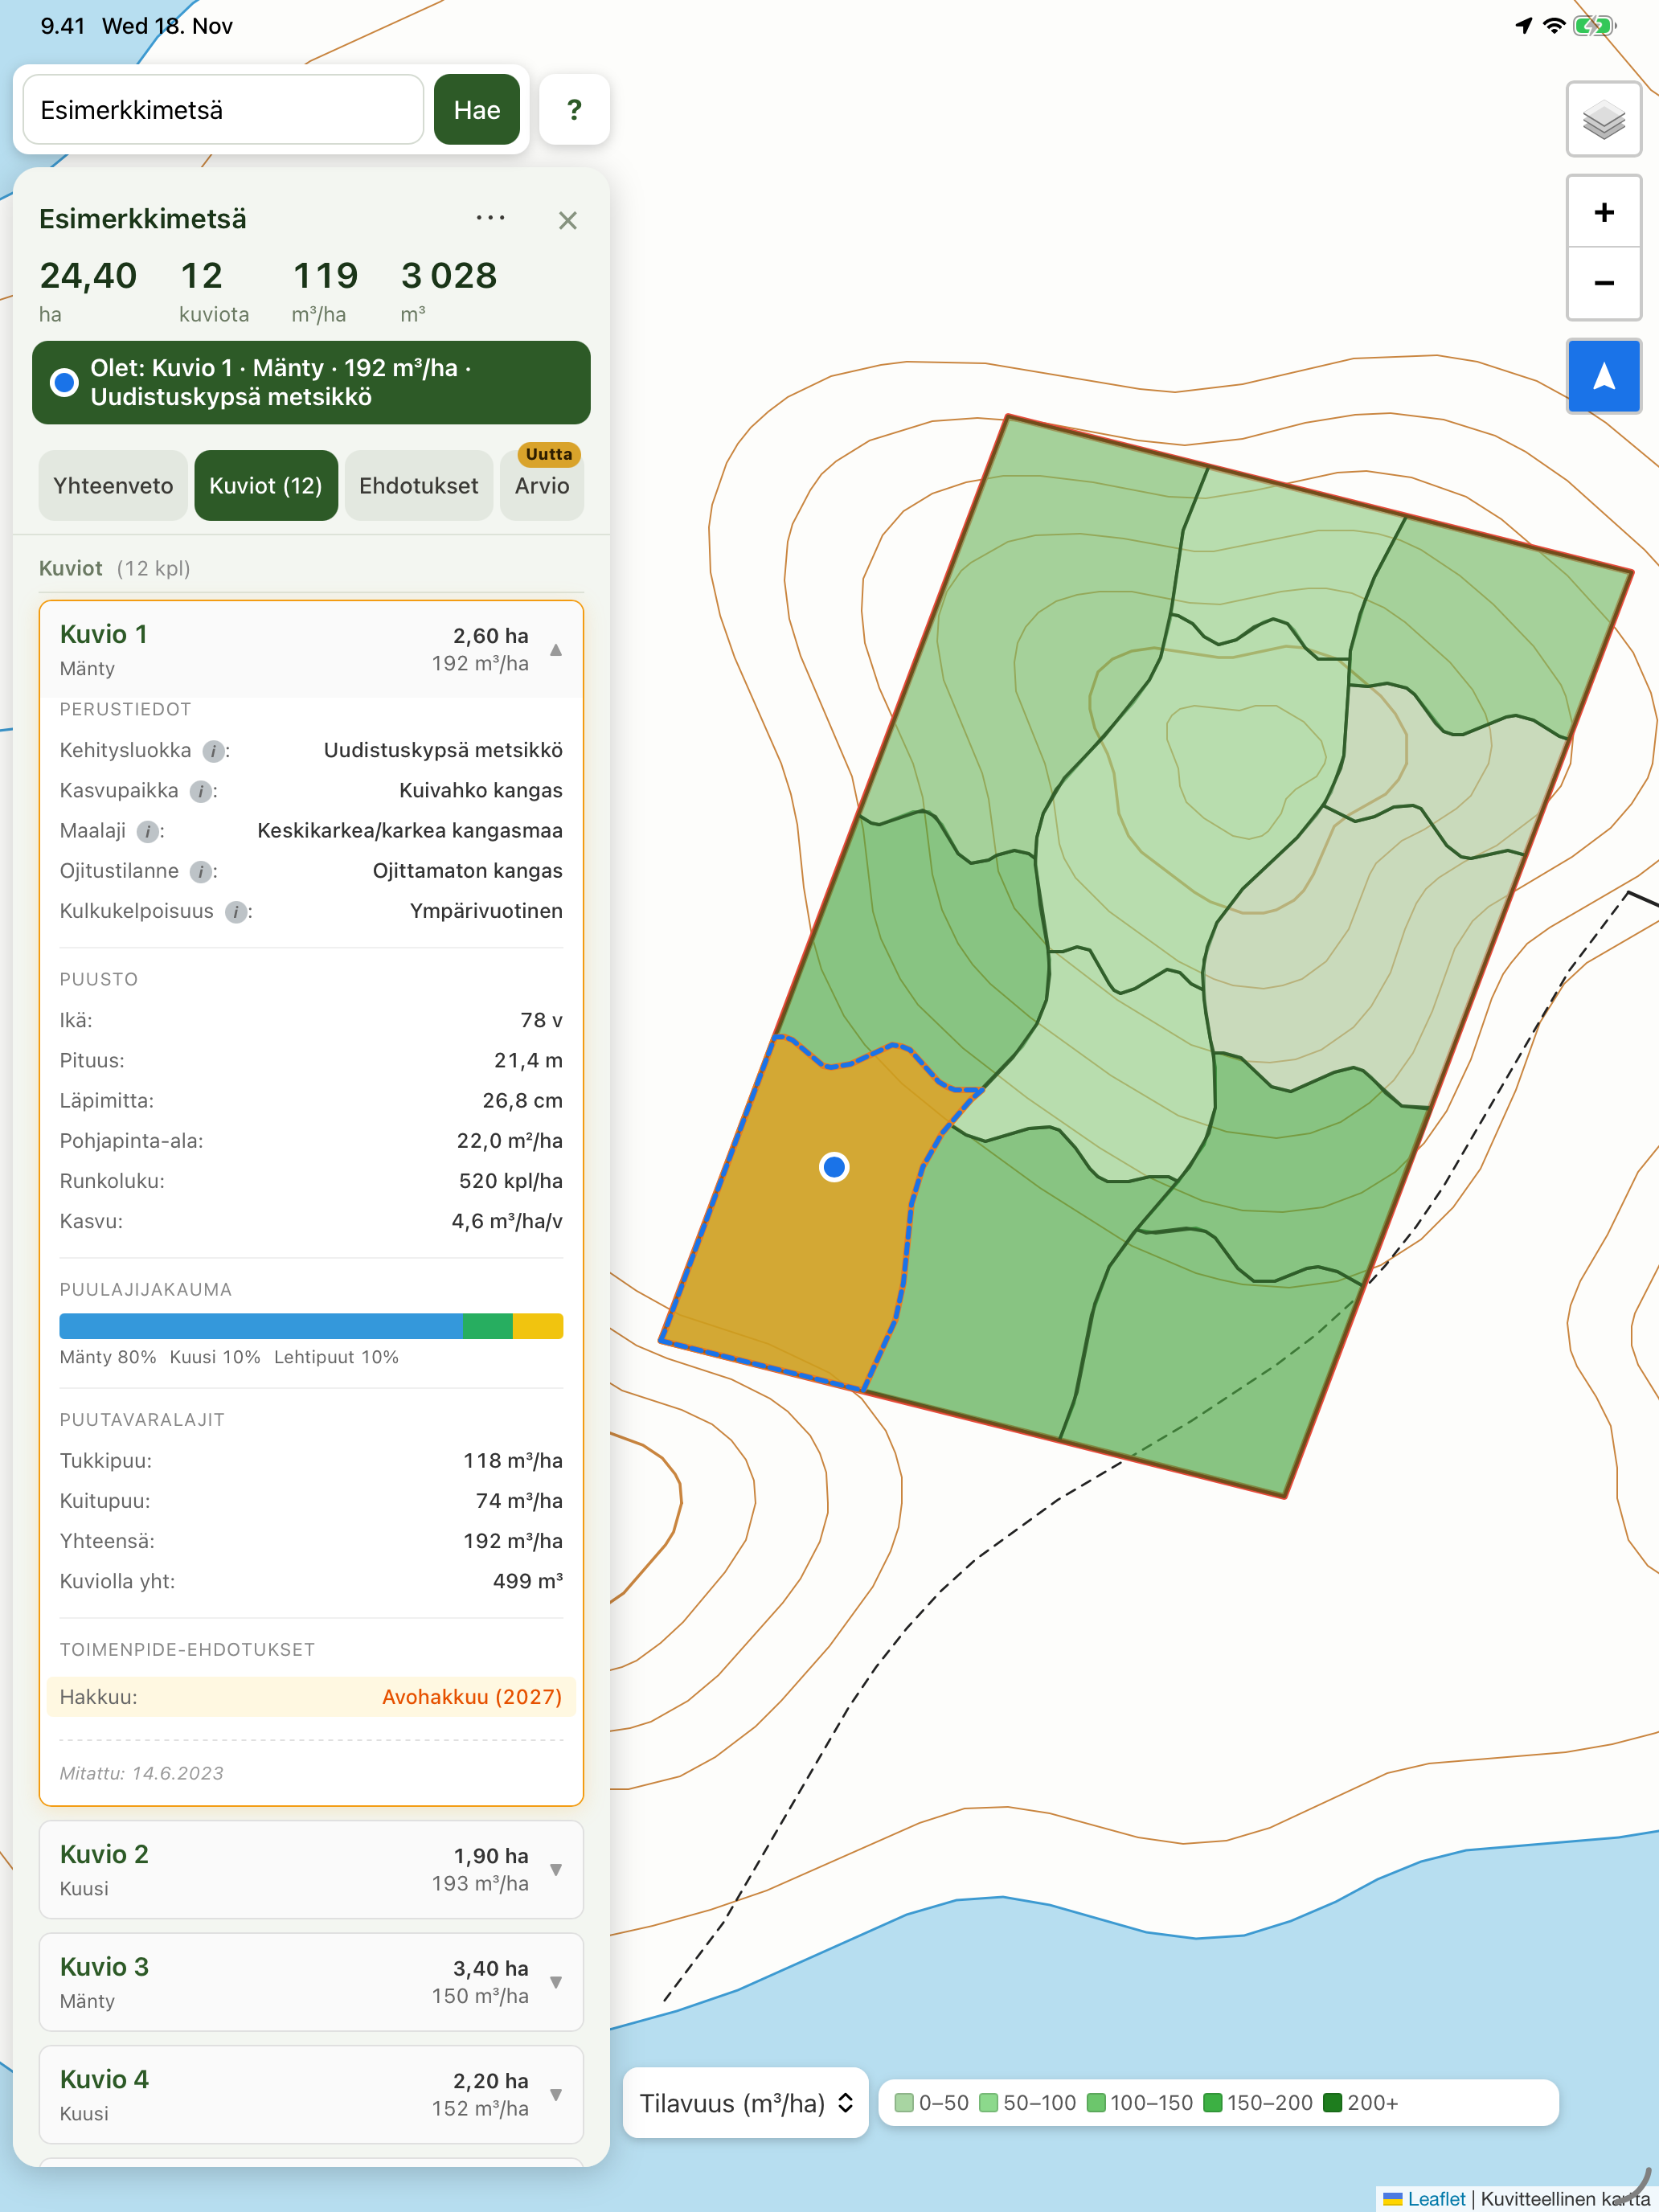 9.41 Wed 18. Nov
Esimerkkimetsä
Hae
?
Esimerkkimetsä
... ×
24,40 12 119 3 028
ha kuviota m³/ha m³
Olet: Kuvio 1 · Mänty · 192 m³/ha ·
Uudistuskypsä metsikkö
Uutta
Yhteenveto Kuviot (12) Ehdotukset Arvio
Kuviot (12 kpl)
Kuvio 1 2,60 ha
Mänty 192 m³/ha ▲
PERUSTIEDOT
Kehitysluokka i: Uudistuskypsä metsikkö
Kasvupaikka i: Kuivahko kangas
Maalaji i: Keskikarkea/karkea kangasmaa
Ojitustilanne i: Ojittamaton kangas
Kulkukelpoisuus i: Ympärivuotinen
PUUSTO
Ikä: 78 v
Pituus: 21,4 m
Läpimitta: 26,8 cm
Pohjapinta-ala: 22,0 m²/ha
Runkoluku: 520 kpl/ha
Kasvu: 4,6 m³/ha/v
PUULAJIJAKAUMA
Mänty 80% Kuusi 10% Lehtipuut 10%
PUUTAVARALAJIT
Tukkipuu: 118 m³/ha
Kuitupuu: 74 m³/ha
Yhteensä: 192 m³/ha
Kuviolla yht: 499 m³
TOIMENPIDE-EHDOTUKSET
Hakkuu: Avohakkuu (2027)
Mitattu: 14.6.2023
Kuvio 2 1,90 ha
Kuusi 193 m³/ha ▼
Kuvio 3 3,40 ha
Mänty 150 m³/ha ▼
Kuvio 4 2,20 ha
Kuusi 152 m³/ha ▼
+
−
Tilavuus (m³/ha)
0–50 50–100 100–150 150–200 200+
Leaflet | Kuvitteellinen kartta